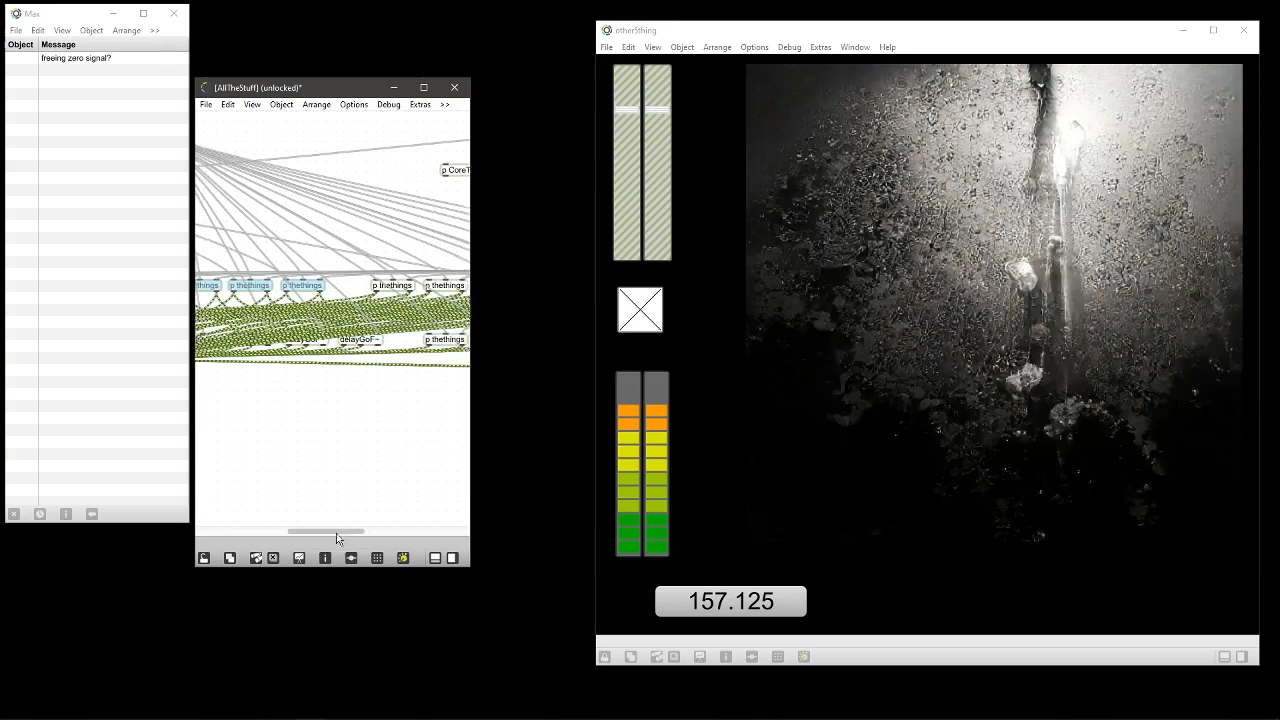 Max
File Edit View Object Arrange >>
Object Message
freeing zero signal?
[AllTheStuff] (unlocked)*
File Edit View Object Arrange Options Debug Extras >>
p CoreT
things p thethings p thethings p thethings p thethings
delayGoF~ p thethings
otherSthing
File Edit View Object Arrange Options Debug Extras Window Help
157.125